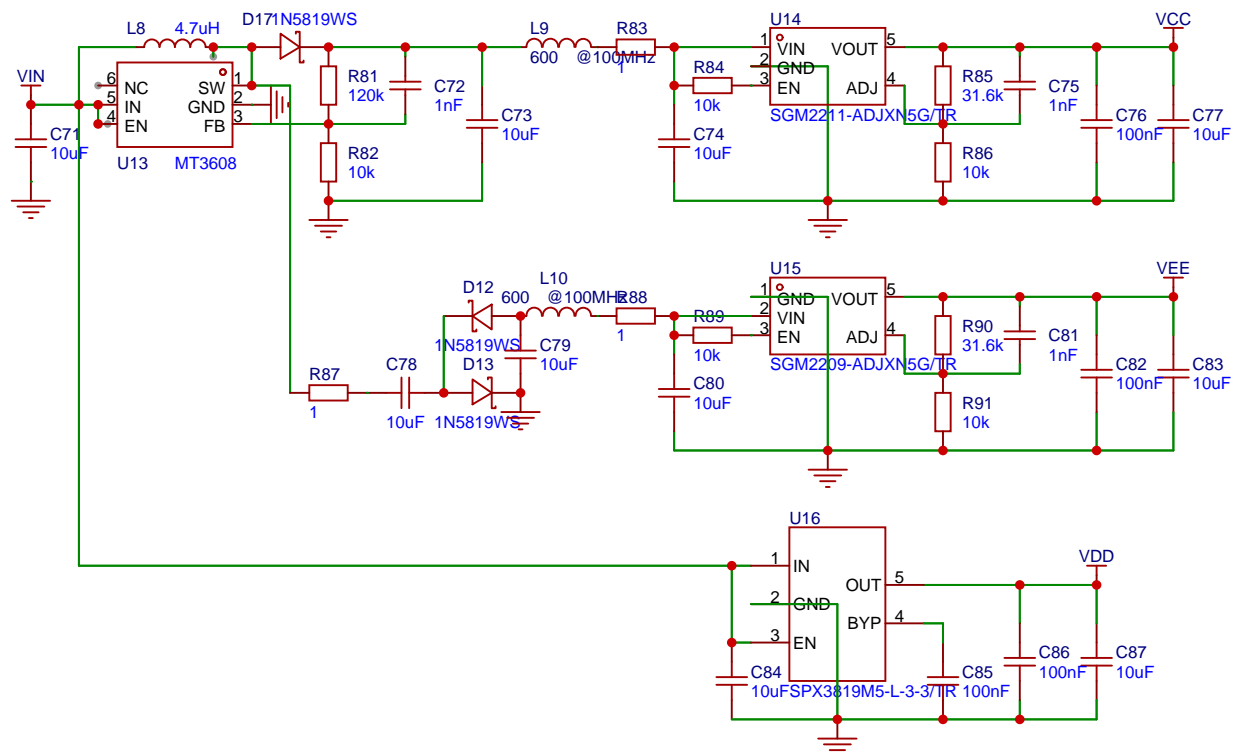 L8 4.7uH
D17 1N5819WS
VIN
C71
10uF
6 NC
5 IN
4 EN
SW 1
GND 2
FB 3
U13 MT3608
R81
120k
R82
10k
C72
1nF
C73
10uF
L9
600 @100MHz
R83
1
R84
10k
C74
10uF
U14
1 VIN
2 GND
3 EN
VOUT 5
ADJ 4
SGM2211-ADJXN5G/TR
R85
31.6k
R86
10k
C75
1nF
C76
100nF
C77
10uF
VCC
R87
1
C78
10uF
D12
1N5819WS
D13
1N5819WS
C79
10uF
L10
600 @100MHz
R88
1
R89
10k
C80
10uF
U15
1 GND
2 VIN
3 EN
VOUT 5
ADJ 4
SGM2209-ADJXN5G/TR
R90
31.6k
R91
10k
C81
1nF
C82
100nF
C83
10uF
VEE
U16
1 IN
2 GND
3 EN
OUT 5
BYP 4
SPX3819M5-L-3-3/TR
C84
10uF
C85
100nF
C86
100nF
C87
10uF
VDD